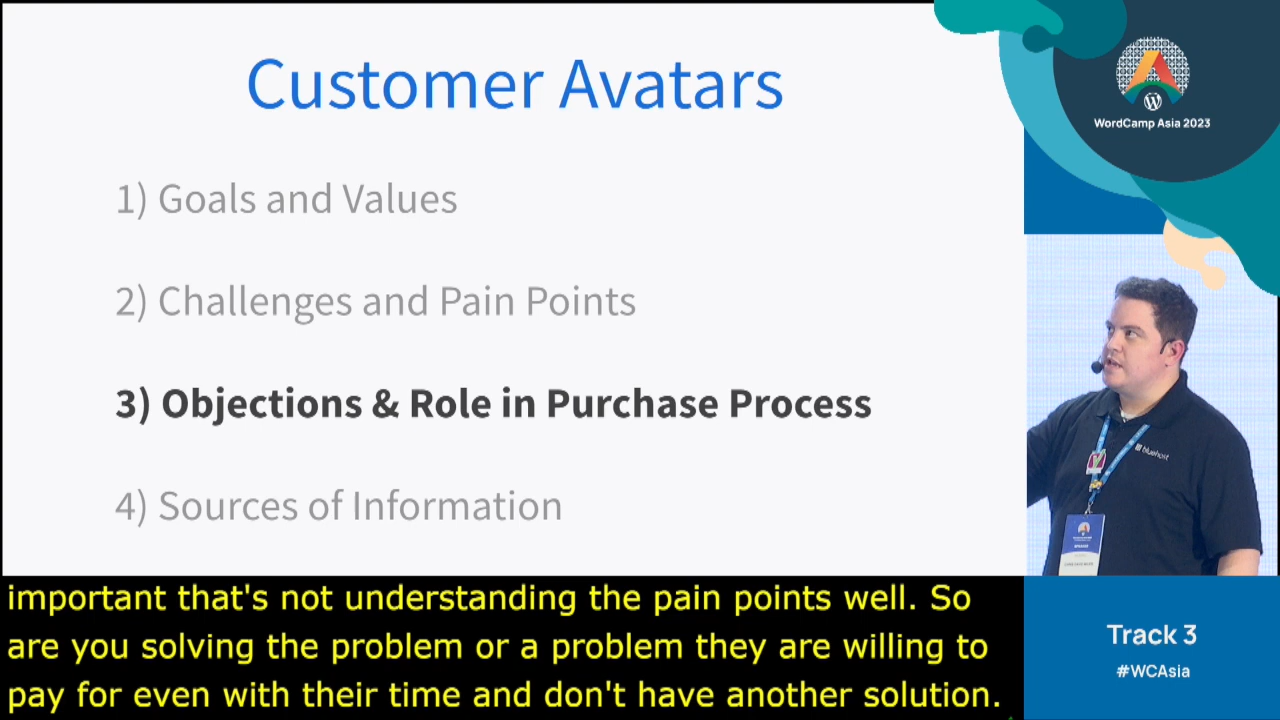 Customer Avatars
1) Goals and Values
2) Challenges and Pain Points
3) Objections & Role in Purchase Process
4) Sources of Information
WordCamp Asia 2023
bluehost
important that's not understanding the pain points well. So
are you solving the problem or a problem they are willing to
pay for even with their time and don't have another solution.
Track 3
#WCAsia